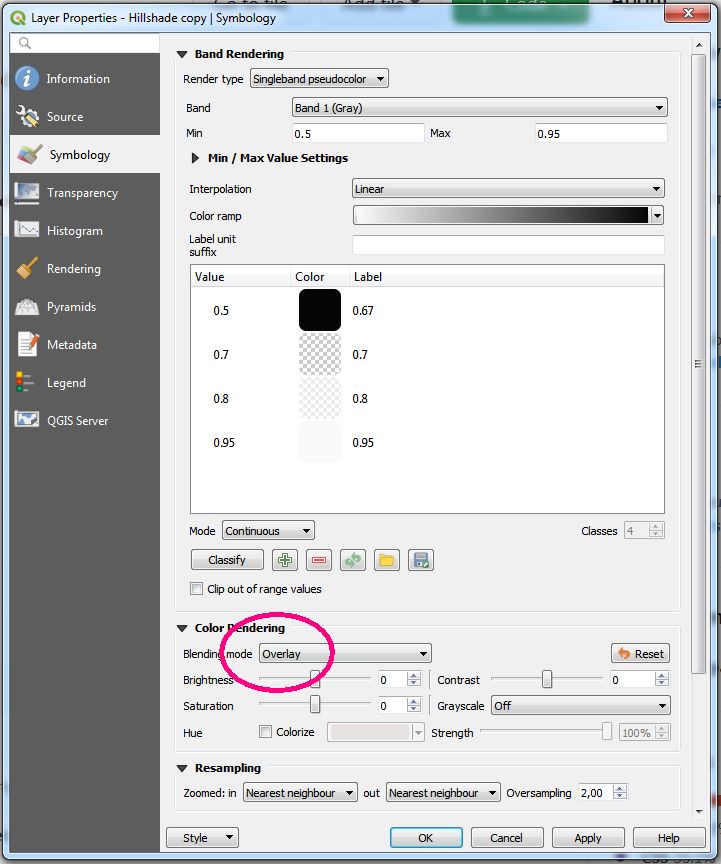 Layer Properties - Hillshade copy | Symbology
Information
Source
Symbology
Transparency
Histogram
Rendering
Pyramids
Metadata
Legend
QGIS Server
Band Rendering
Render type Singleband pseudocolor
Band Band 1 (Gray)
Min 0.5 Max 0.95
Min / Max Value Settings
Interpolation Linear
Color ramp
Label unit
suffix
Value Color Label
0.5 0.67
0.7 0.7
0.8 0.8
0.95 0.95
Mode Continuous Classes 4
Classify
Clip out of range values
Color Rendering
Blending mode Overlay Reset
Brightness 0 Contrast 0
Saturation 0 Grayscale Off
Hue Colorize Strength 100%
Resampling
Zoomed: in Nearest neighbour out Nearest neighbour Oversampling 2,00
Style OK Cancel Apply Help